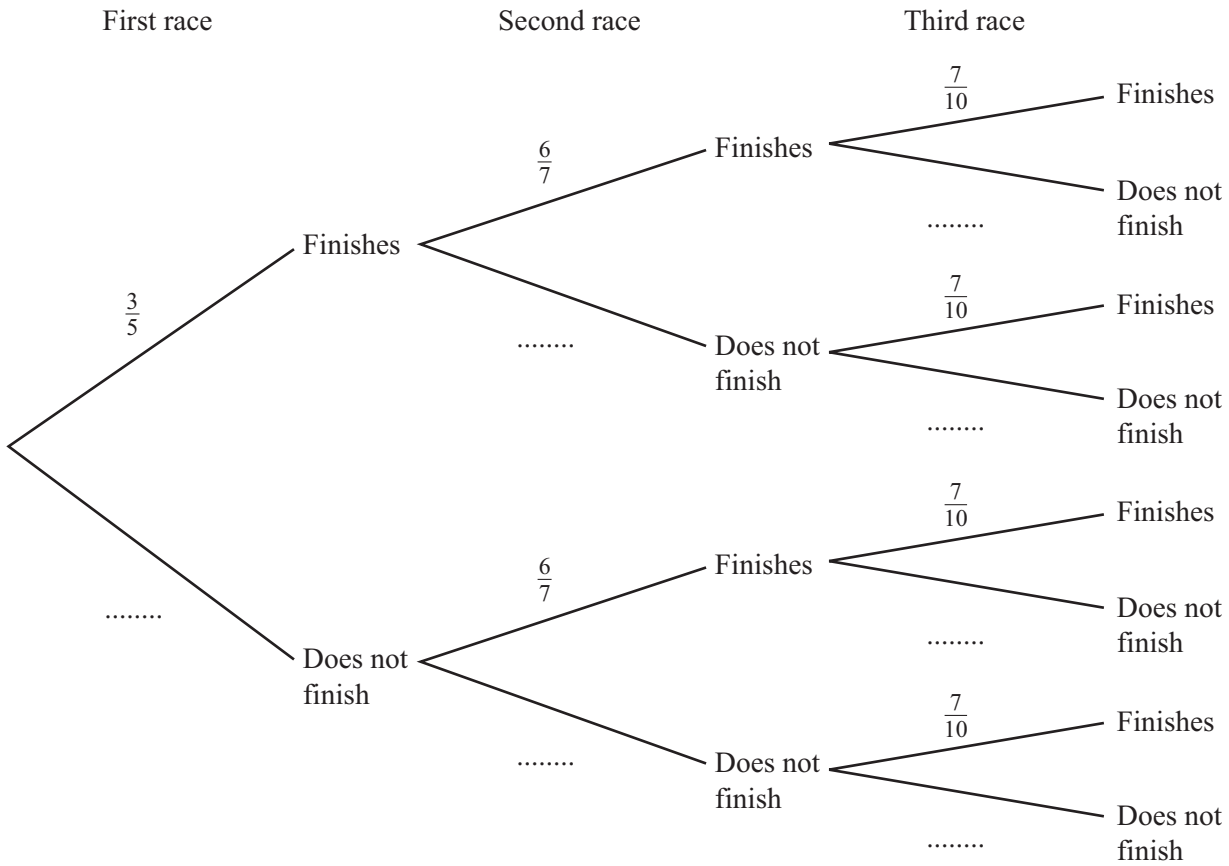 First race Second race Third race
7/10
Finishes
6/7
Finishes
Does not
finish
........
Finishes
3/5
7/10
Finishes
........
Does not
finish
Does not
finish
........
7/10
Finishes
6/7
Finishes
........
Does not
finish
........
Does not
finish
7/10
Finishes
........
Does not
finish
Does not
finish
........